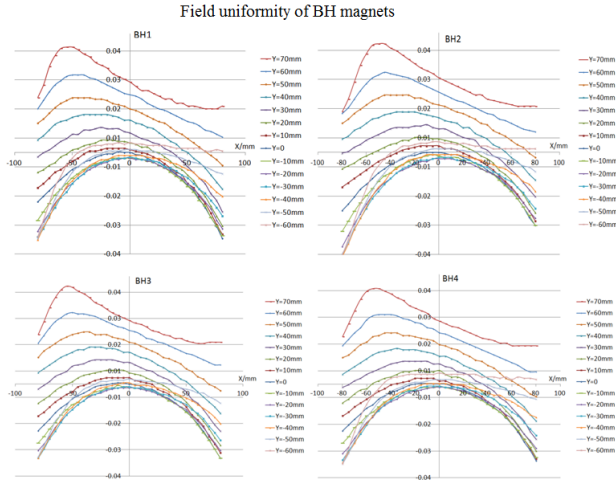 Field uniformity of BH magnets
BH1
0.04
0.03
0.02
0.01
X/mm
-100
-50
0
50
100
-0.01
-0.02
-0.03
-0.04
Y=70mm
Y=60mm
Y=50mm
Y=40mm
Y=30mm
Y=20mm
Y=10mm
Y=0
Y=-10mm
Y=-20mm
Y=-30mm
Y=-40mm
Y=-50mm
Y=-60mm
BH2
0.04
0.03
0.02
0.01
X/mm
-100
-80
-60
-40
-20
0
20
40
60
80
100
-0.01
-0.02
-0.03
-0.04
Y=70mm
Y=60mm
Y=50mm
Y=40mm
Y=30mm
Y=20mm
Y=10mm
Y=0
Y=-10mm
Y=-20mm
Y=-30mm
Y=-40mm
Y=-50mm
Y=-60mm
BH3
0.04
0.03
0.02
0.01
X/mm
-100
-50
0
50
100
-0.01
-0.02
-0.03
-0.04
Y=70mm
Y=60mm
Y=50mm
Y=40mm
Y=30mm
Y=20mm
Y=10mm
Y=0
Y=-10mm
Y=-20mm
Y=-30mm
Y=-40mm
Y=-50mm
Y=-60mm
BH4
0.04
0.03
0.02
0.01
X/mm
-100
-80
-60
-40
-20
0
20
40
60
80
100
-0.01
-0.02
-0.03
-0.04
Y=70mm
Y=60mm
Y=50mm
Y=40mm
Y=30mm
Y=20mm
Y=10mm
Y=0
Y=-10mm
Y=-20mm
Y=-30mm
Y=-40mm
Y=-50mm
Y=-60mm